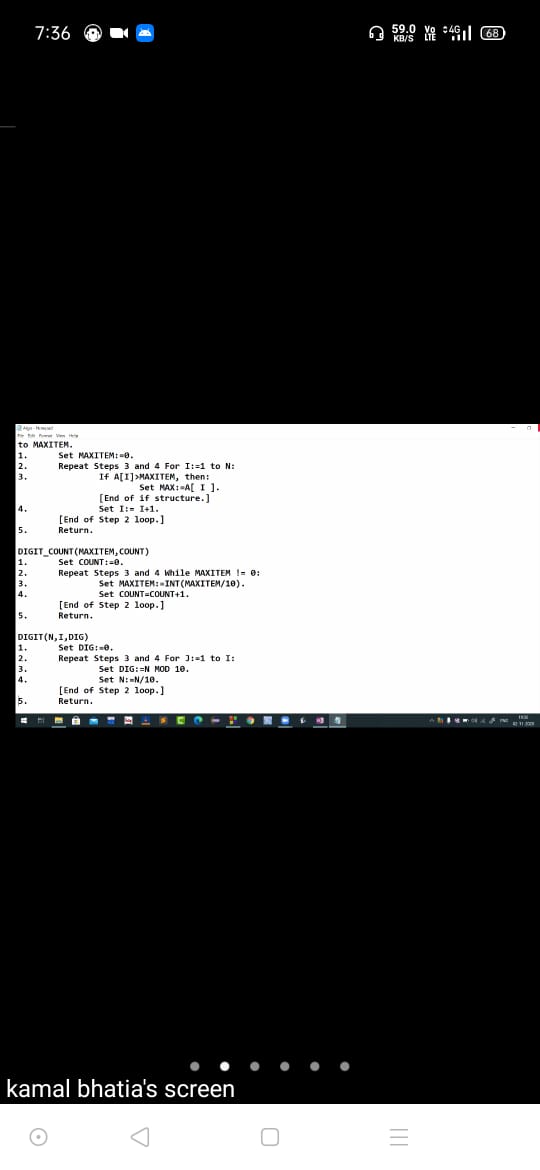 7:36
59.0 KB/S Vo LTE 4G 68
Algo - Notepad
File Edit Format View Help
to MAXITEM.
1. Set MAXITEM:=0.
2. Repeat Steps 3 and 4 For I:=1 to N:
3. If A[I]>MAXITEM, then:
Set MAX:=A[ I ].
[End of if structure.]
4. Set I:= I+1.
[End of Step 2 loop.]
5. Return.
DIGIT_COUNT(MAXITEM,COUNT)
1. Set COUNT:=0.
2. Repeat Steps 3 and 4 While MAXITEM != 0:
3. Set MAXITEM:=INT(MAXITEM/10).
4. Set COUNT=COUNT+1.
[End of Step 2 loop.]
5. Return.
DIGIT(N,I,DIG)
1. Set DIG:=0.
2. Repeat Steps 3 and 4 For J:=1 to I:
3. Set DIG:=N MOD 10.
4. Set N:=N/10.
[End of Step 2 loop.]
5. Return.
kamal bhatia's screen